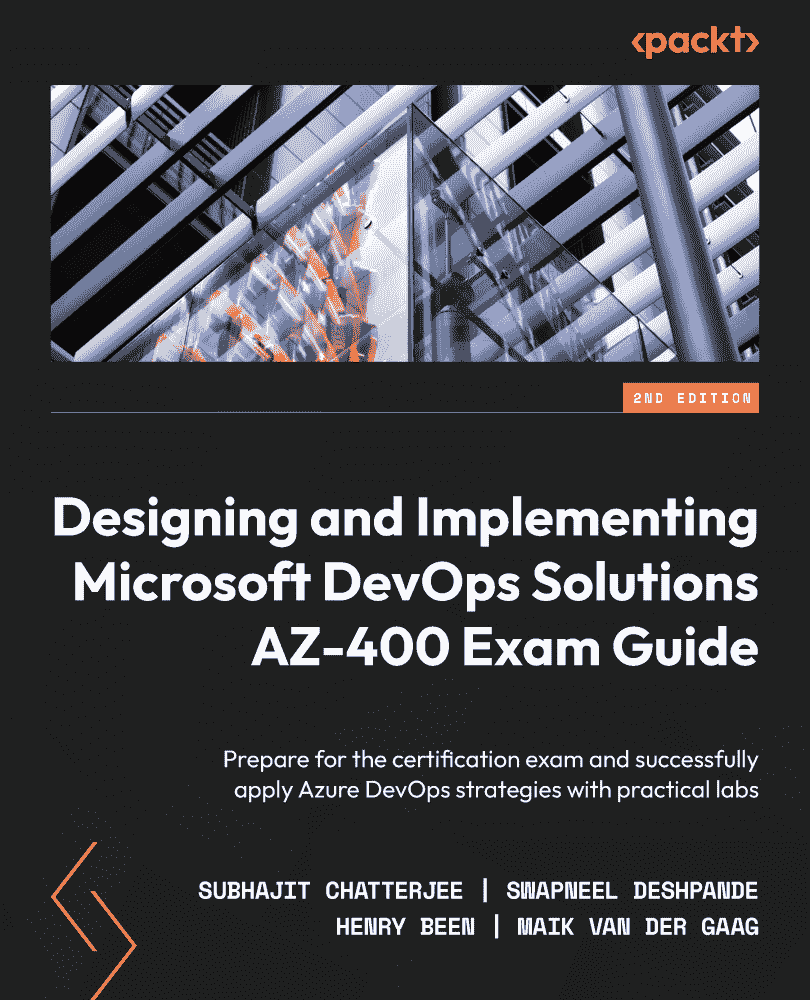 <packt>
2ND EDITION
Designing and Implementing
Microsoft DevOps Solutions
AZ-400 Exam Guide
Prepare for the certification exam and successfully
apply Azure DevOps strategies with practical labs
SUBHAJIT CHATTERJEE | SWAPNEEL DESHPANDE
HENRY BEEN | MAIK VAN DER GAAG